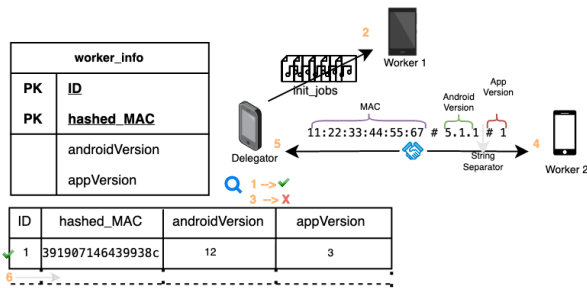 worker_info
PK ID
PK hashed_MAC
androidVersion
appVersion
2
Worker 1
Init_jobs
Delegator
5
MAC
Android
Version
App
Version
11:22:33:44:55:67 # 5.1.1 # 1
String
Separator
4
Worker 2
1 -->
3 --> X
ID hashed_MAC androidVersion appVersion
1 391907146439938c 12 3
6